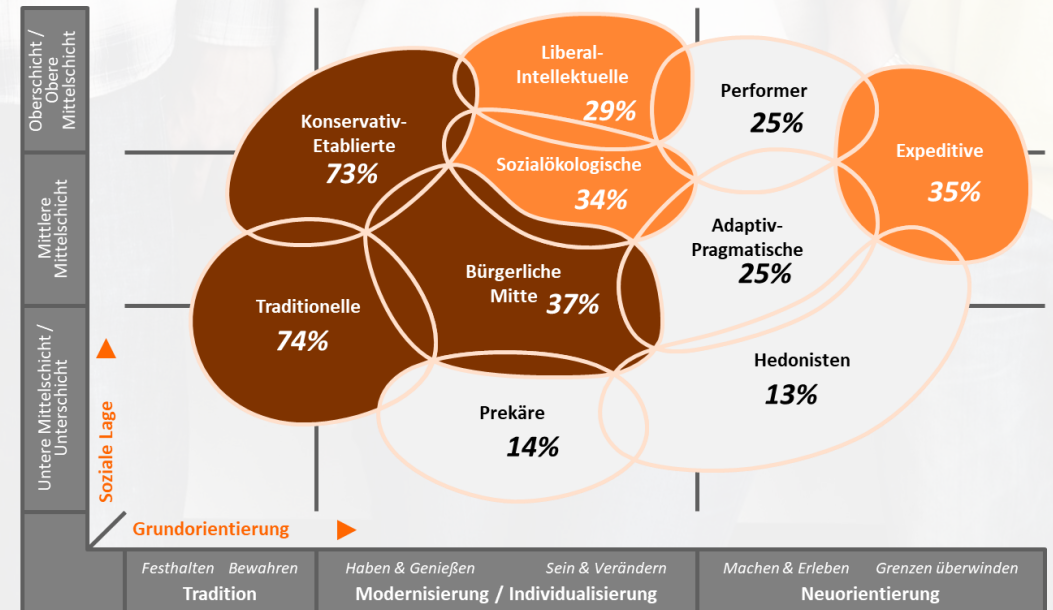 Oberschicht /
Obere
Mittelschicht
Mittlere
Mittelschicht
Untere Mittelschicht /
Unterschicht
Soziale Lage
Liberal-
Intellektuelle
29%
Performer
25%
Konservativ-
Etablierte
73%
Expeditive
35%
Sozialökologische
34%
Adaptiv-
Pragmatische
25%
Bürgerliche
Mitte 37%
Traditionelle
74%
Hedonisten
13%
Prekäre
14%
Grundorientierung
Festhalten Bewahren
Tradition
Haben & Genießen Sein & Verändern
Modernisierung / Individualisierung
Machen & Erleben Grenzen überwinden
Neuorientierung